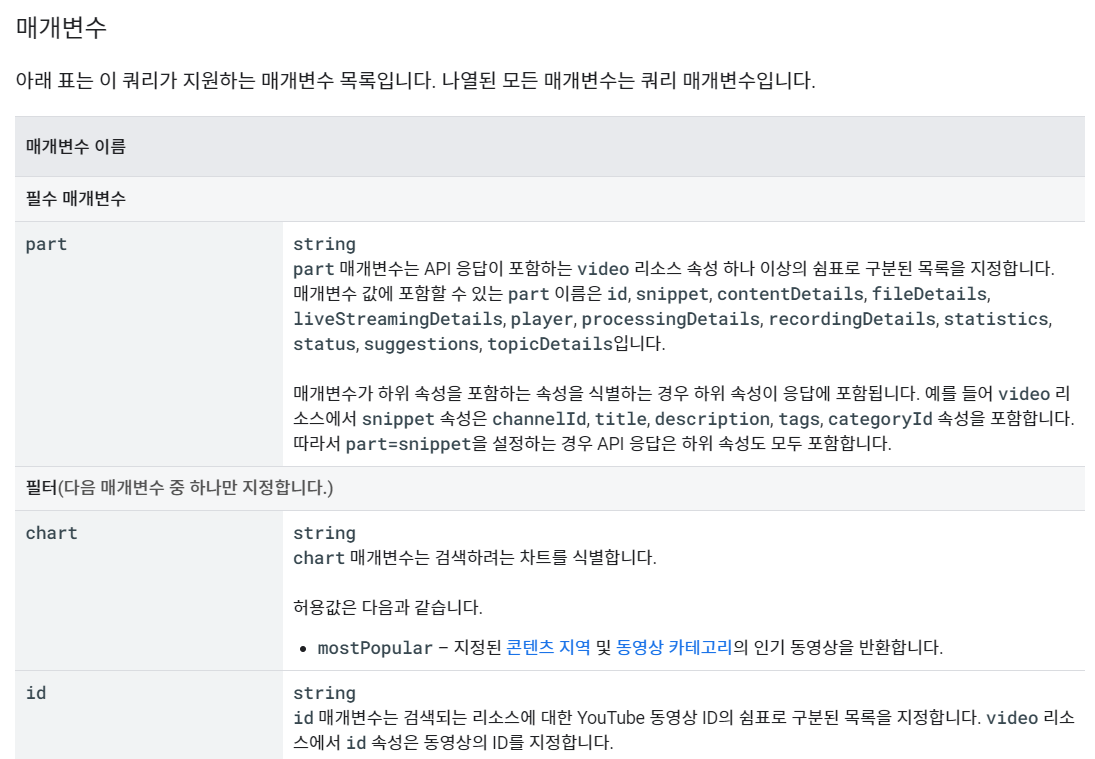 매개변수
아래 표는 이 쿼리가 지원하는 매개변수 목록입니다. 나열된 모든 매개변수는 쿼리 매개변수입니다.
매개변수 이름
필수 매개변수
part
string
part 매개변수는 API 응답이 포함하는 video 리소스 속성 하나 이상의 쉼표로 구분된 목록을 지정합니다.
매개변수 값에 포함할 수 있는 part 이름은 id, snippet, contentDetails, fileDetails,
liveStreamingDetails, player, processingDetails, recordingDetails, statistics,
status, suggestions, topicDetails입니다.
매개변수가 하위 속성을 포함하는 속성을 식별하는 경우 하위 속성이 응답에 포함됩니다. 예를 들어 video 리
소스에서 snippet 속성은 channelId, title, description, tags, categoryId 속성을 포함합니다.
따라서 part=snippet을 설정하는 경우 API 응답은 하위 속성도 모두 포함합니다.
필터(다음 매개변수 중 하나만 지정합니다.)
chart
string
chart 매개변수는 검색하려는 차트를 식별합니다.
허용값은 다음과 같습니다.
• mostPopular – 지정된 콘텐츠 지역 및 동영상 카테고리의 인기 동영상을 반환합니다.
id
string
id 매개변수는 검색되는 리소스에 대한 YouTube 동영상 ID의 쉼표로 구분된 목록을 지정합니다. video 리소
스에서 id 속성은 동영상의 ID를 지정합니다.